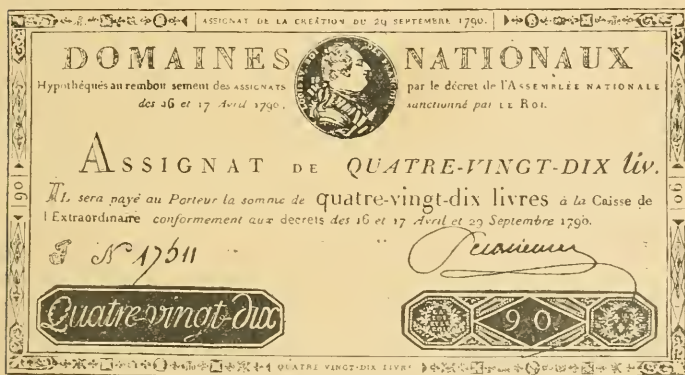 ASSIGNAT DE LA CRÉATION DU 29 SEPTEMBRE 1790.
DOMAINES NATIONAUX
Hypothéqués au rembour sement des ASSIGNATS par le décret de l'ASSEMBLÉE NATIONALE
des 16 et 17 Avril 1790, sanctionné par LE ROI.
ASSIGNAT DE QUATRE-VINGT-DIX liv.
IL sera payé au Porteur la somme de quatre-vingt-dix livres à la Caisse de
l'Extraordinaire conformement aux decrets des 16 et 17 Avril et 29 Septembre 1790.
90
90
N 17511
Quatre-vingt-dix
90
QUATRE VINGT-DIX LIVR